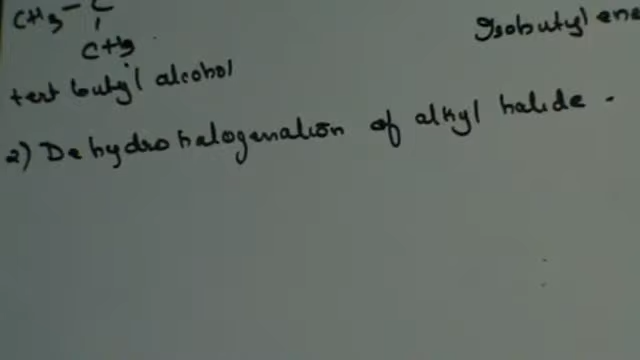 CH3 - C
CH3
Isobutylene
tert butyl alcohol
2) Dehydrohalogenation of alkyl halide.